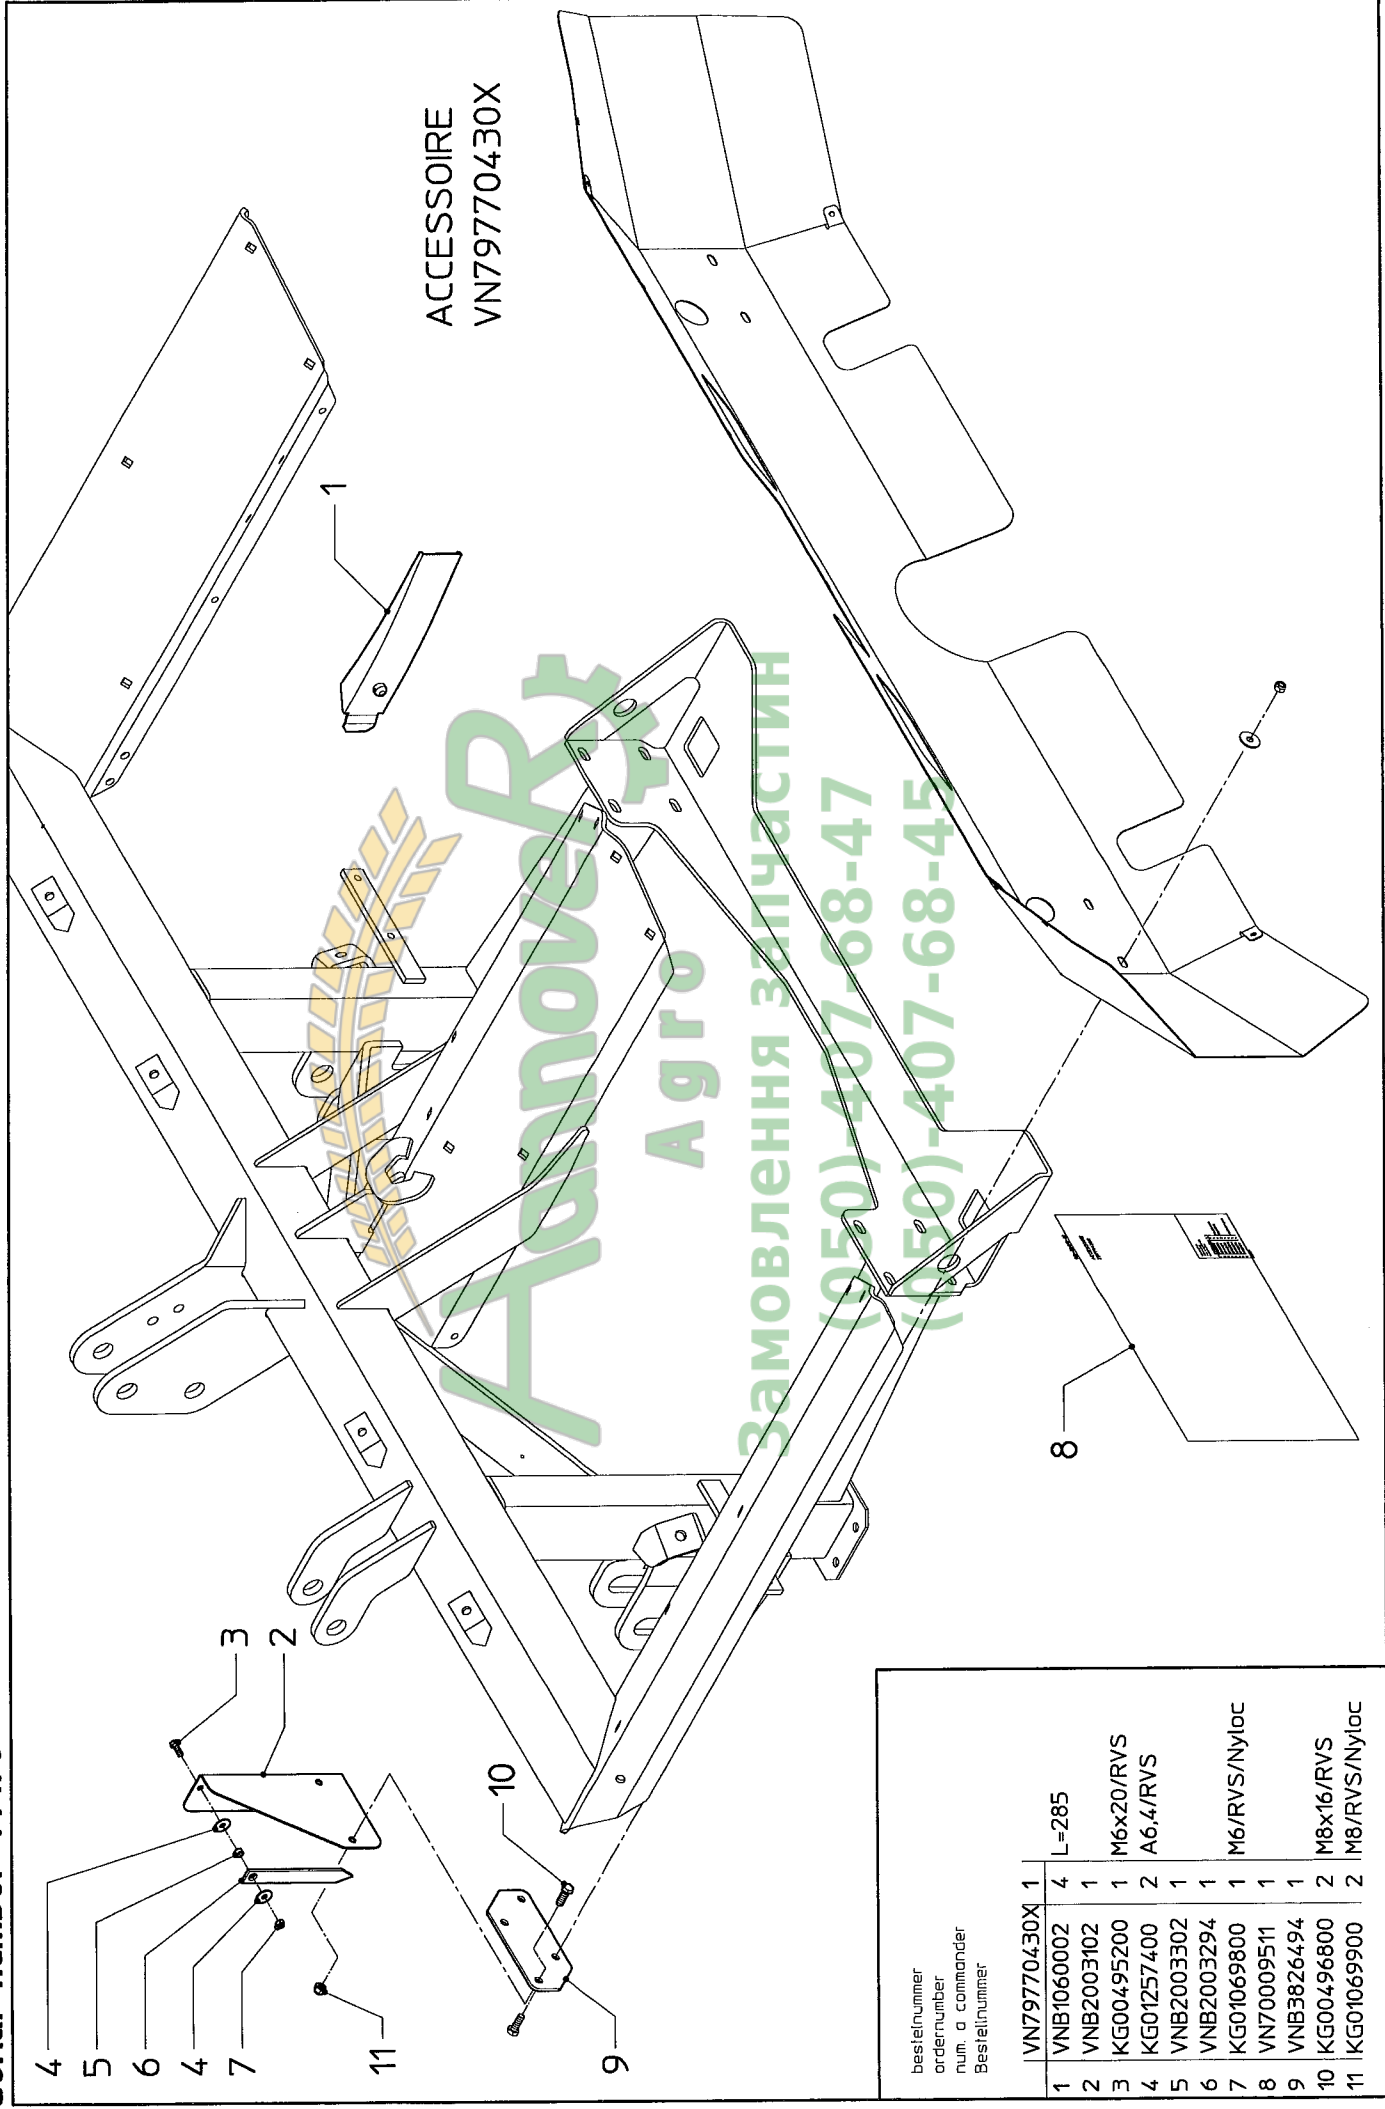 ACCESSOIRE
VN79770430X
1
3
2
4
5
6
4
7
11
10
9
8
AamoveR
Agro
Замовлення запчастин
(050)-407-68-47
(050)-407-68-45
bestelnummer
ordernumber
num. a commander
Bestellnummer
VN79770430X 1
1 VNB1060002 4 L=285
2 VNB2003102 1
3 KG00495200 1 M6x20/RVS
4 KG01257400 2 A6,4/RVS
5 VNB2003302 1
6 VNB2003294 1
7 KG01069800 1 M6/RVS/Nyloc
8 VN70009511 1
9 VNB3826494 1
10 KG00496800 2 M8x16/RVS
11 KG01069900 2 M8/RVS/Nyloc